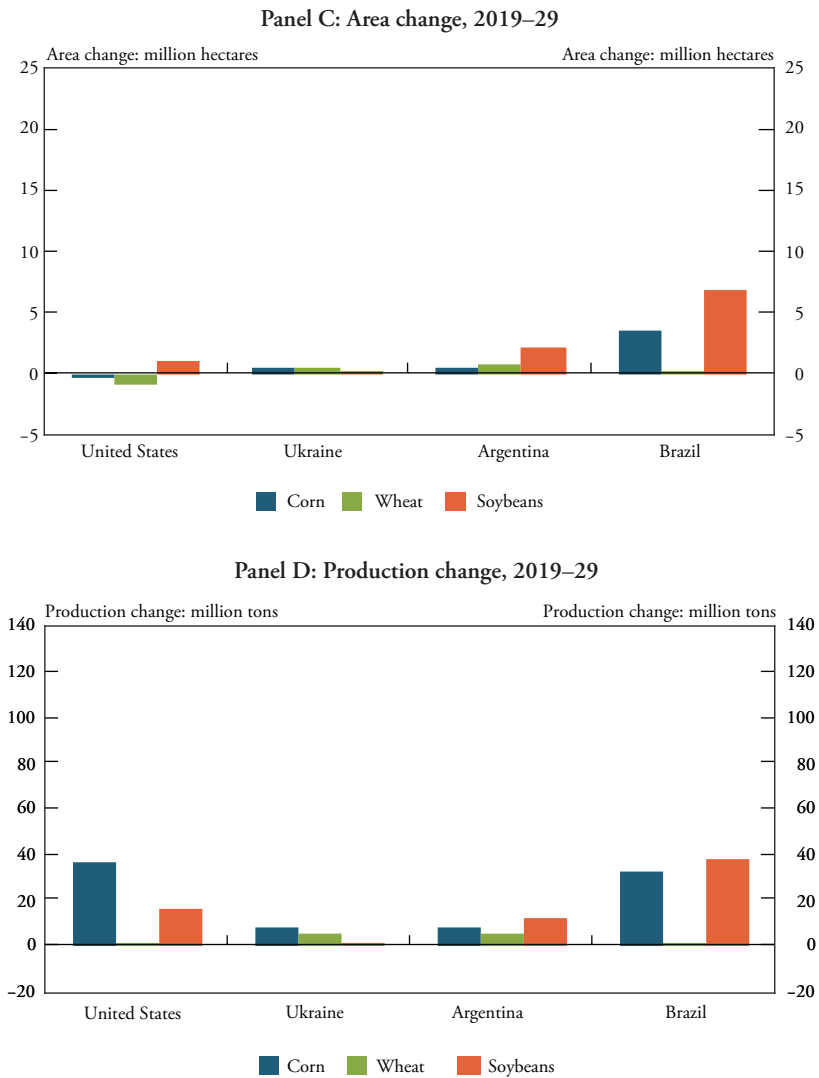 Panel C: Area change, 2019–29
Area change: million hectares Area change: million hectares
25 25
20 20
15 15
10 10
5 5
0 0
–5 –5
United States Ukraine Argentina Brazil
Corn Wheat Soybeans
Panel D: Production change, 2019–29
Production change: million tons Production change: million tons
140 140
120 120
100 100
80 80
60 60
40 40
20 20
0 0
–20 –20
United States Ukraine Argentina Brazil
Corn Wheat Soybeans